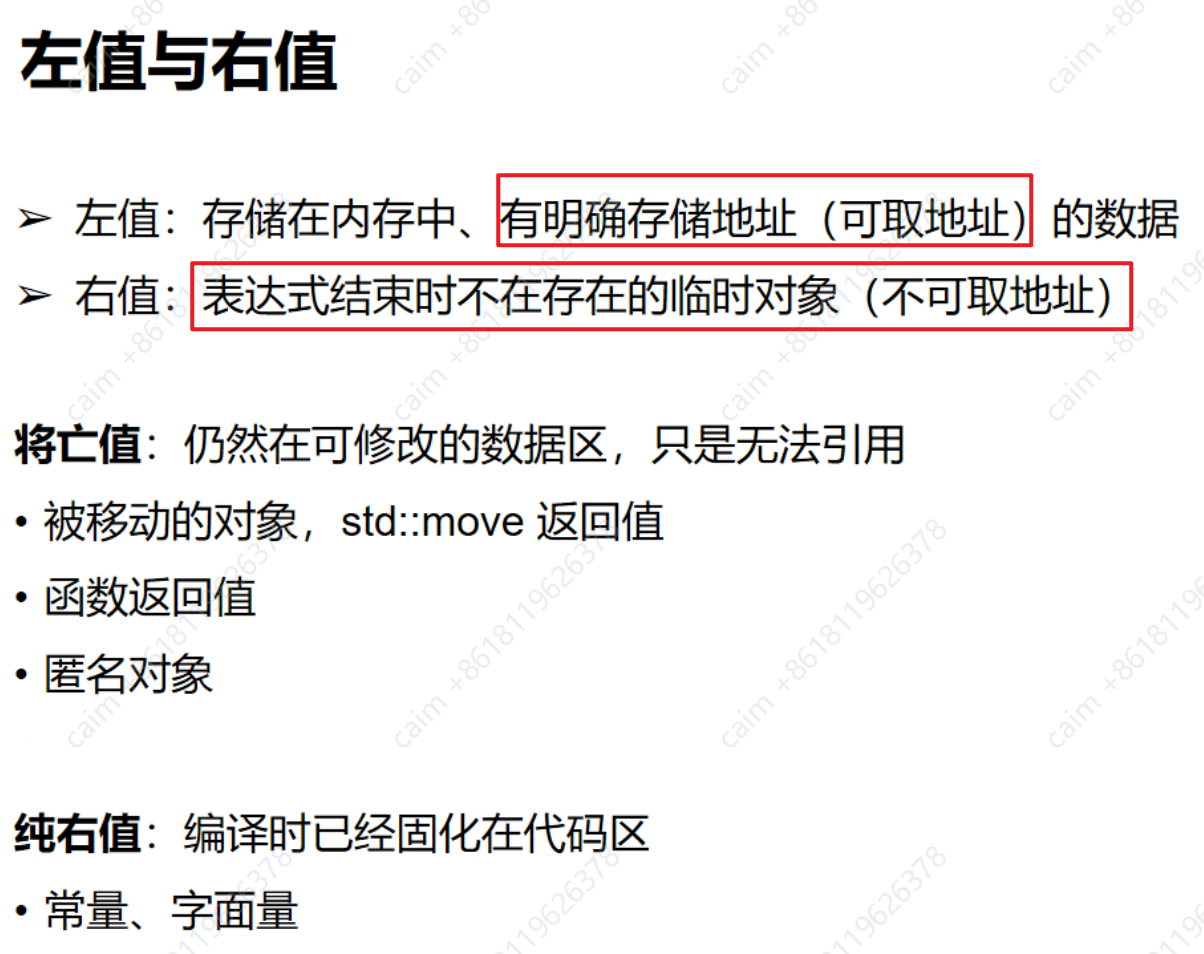 左值与右值
➢ 左值：存储在内存中、有明确存储地址（可取地址）的数据
➢ 右值：表达式结束时不在存在的临时对象（不可取地址）
将亡值：仍然在可修改的数据区，只是无法引用
• 被移动的对象，std::move 返回值
• 函数返回值
• 匿名对象
纯右值：编译时已经固化在代码区
• 常量、字面量
caim +8618119626378